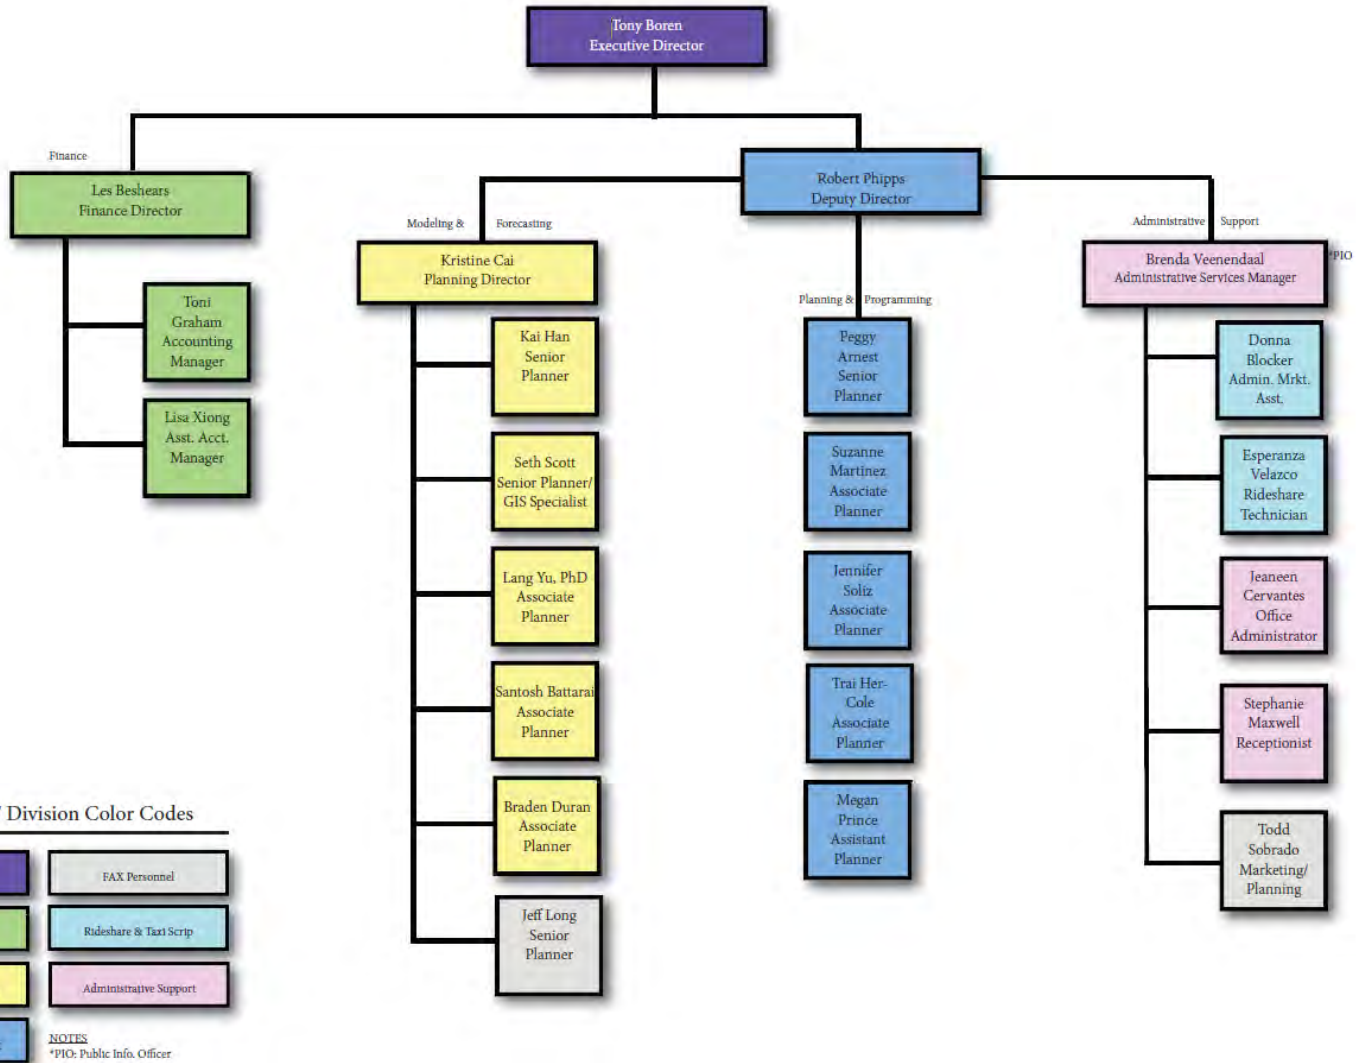 Tony Boren
Executive Director
Finance
Les Beshears
Finance Director
Robert Phipps
Deputy Director
Modeling & Forecasting
Administrative Support
Kristine Cai
Planning Director
Brenda Veenendaal
Administrative Services Manager
*PIO
Planning & Programming
Toni
Graham
Accounting
Manager
Lisa Xiong
Asst. Acct.
Manager
Kai Han
Senior
Planner
Seth Scott
Senior Planner/
GIS Specialist
Lang Yu, PhD
Associate
Planner
Santosh Battarai
Associate
Planner
Braden Duran
Associate
Planner
Jeff Long
Senior
Planner
Peggy
Arnest
Senior
Planner
Suzanne
Martinez
Associate
Planner
Jennifer
Soliz
Associate
Planner
Trai Her-
Cole
Associate
Planner
Megan
Prince
Assistant
Planner
Donna
Blocker
Admin. Mrkt.
Asst.
Esperanza
Velazco
Rideshare
Technician
Jeaneen
Cervantes
Office
Administrator
Stephanie
Maxwell
Receptionist
Todd
Sobrado
Marketing/
Planning
Division Color Codes
FAX Personnel
Rideshare & Taxi Scrip
Administrative Support
NOTES
*PIO: Public Info. Officer